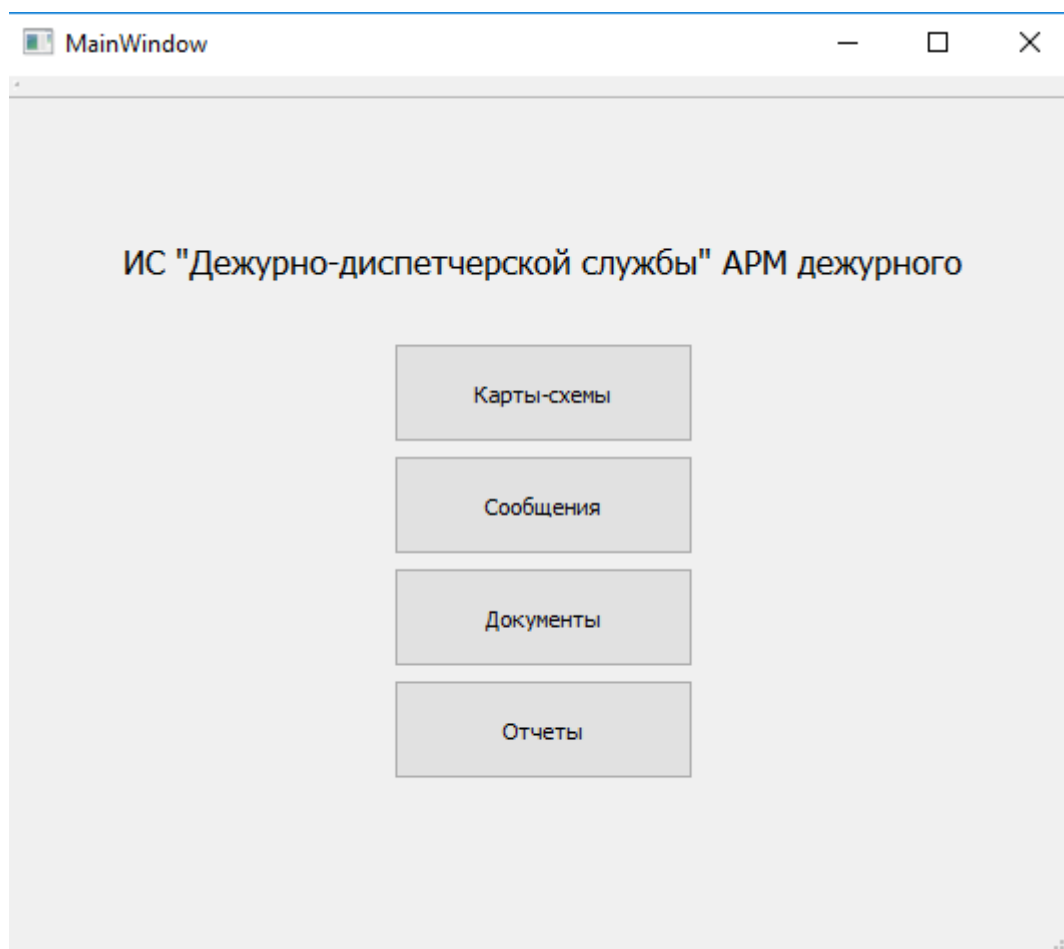 MainWindow
ИС "Дежурно-диспетчерской службы" АРМ дежурного
Карты-схемы
Сообщения
Документы
Отчеты